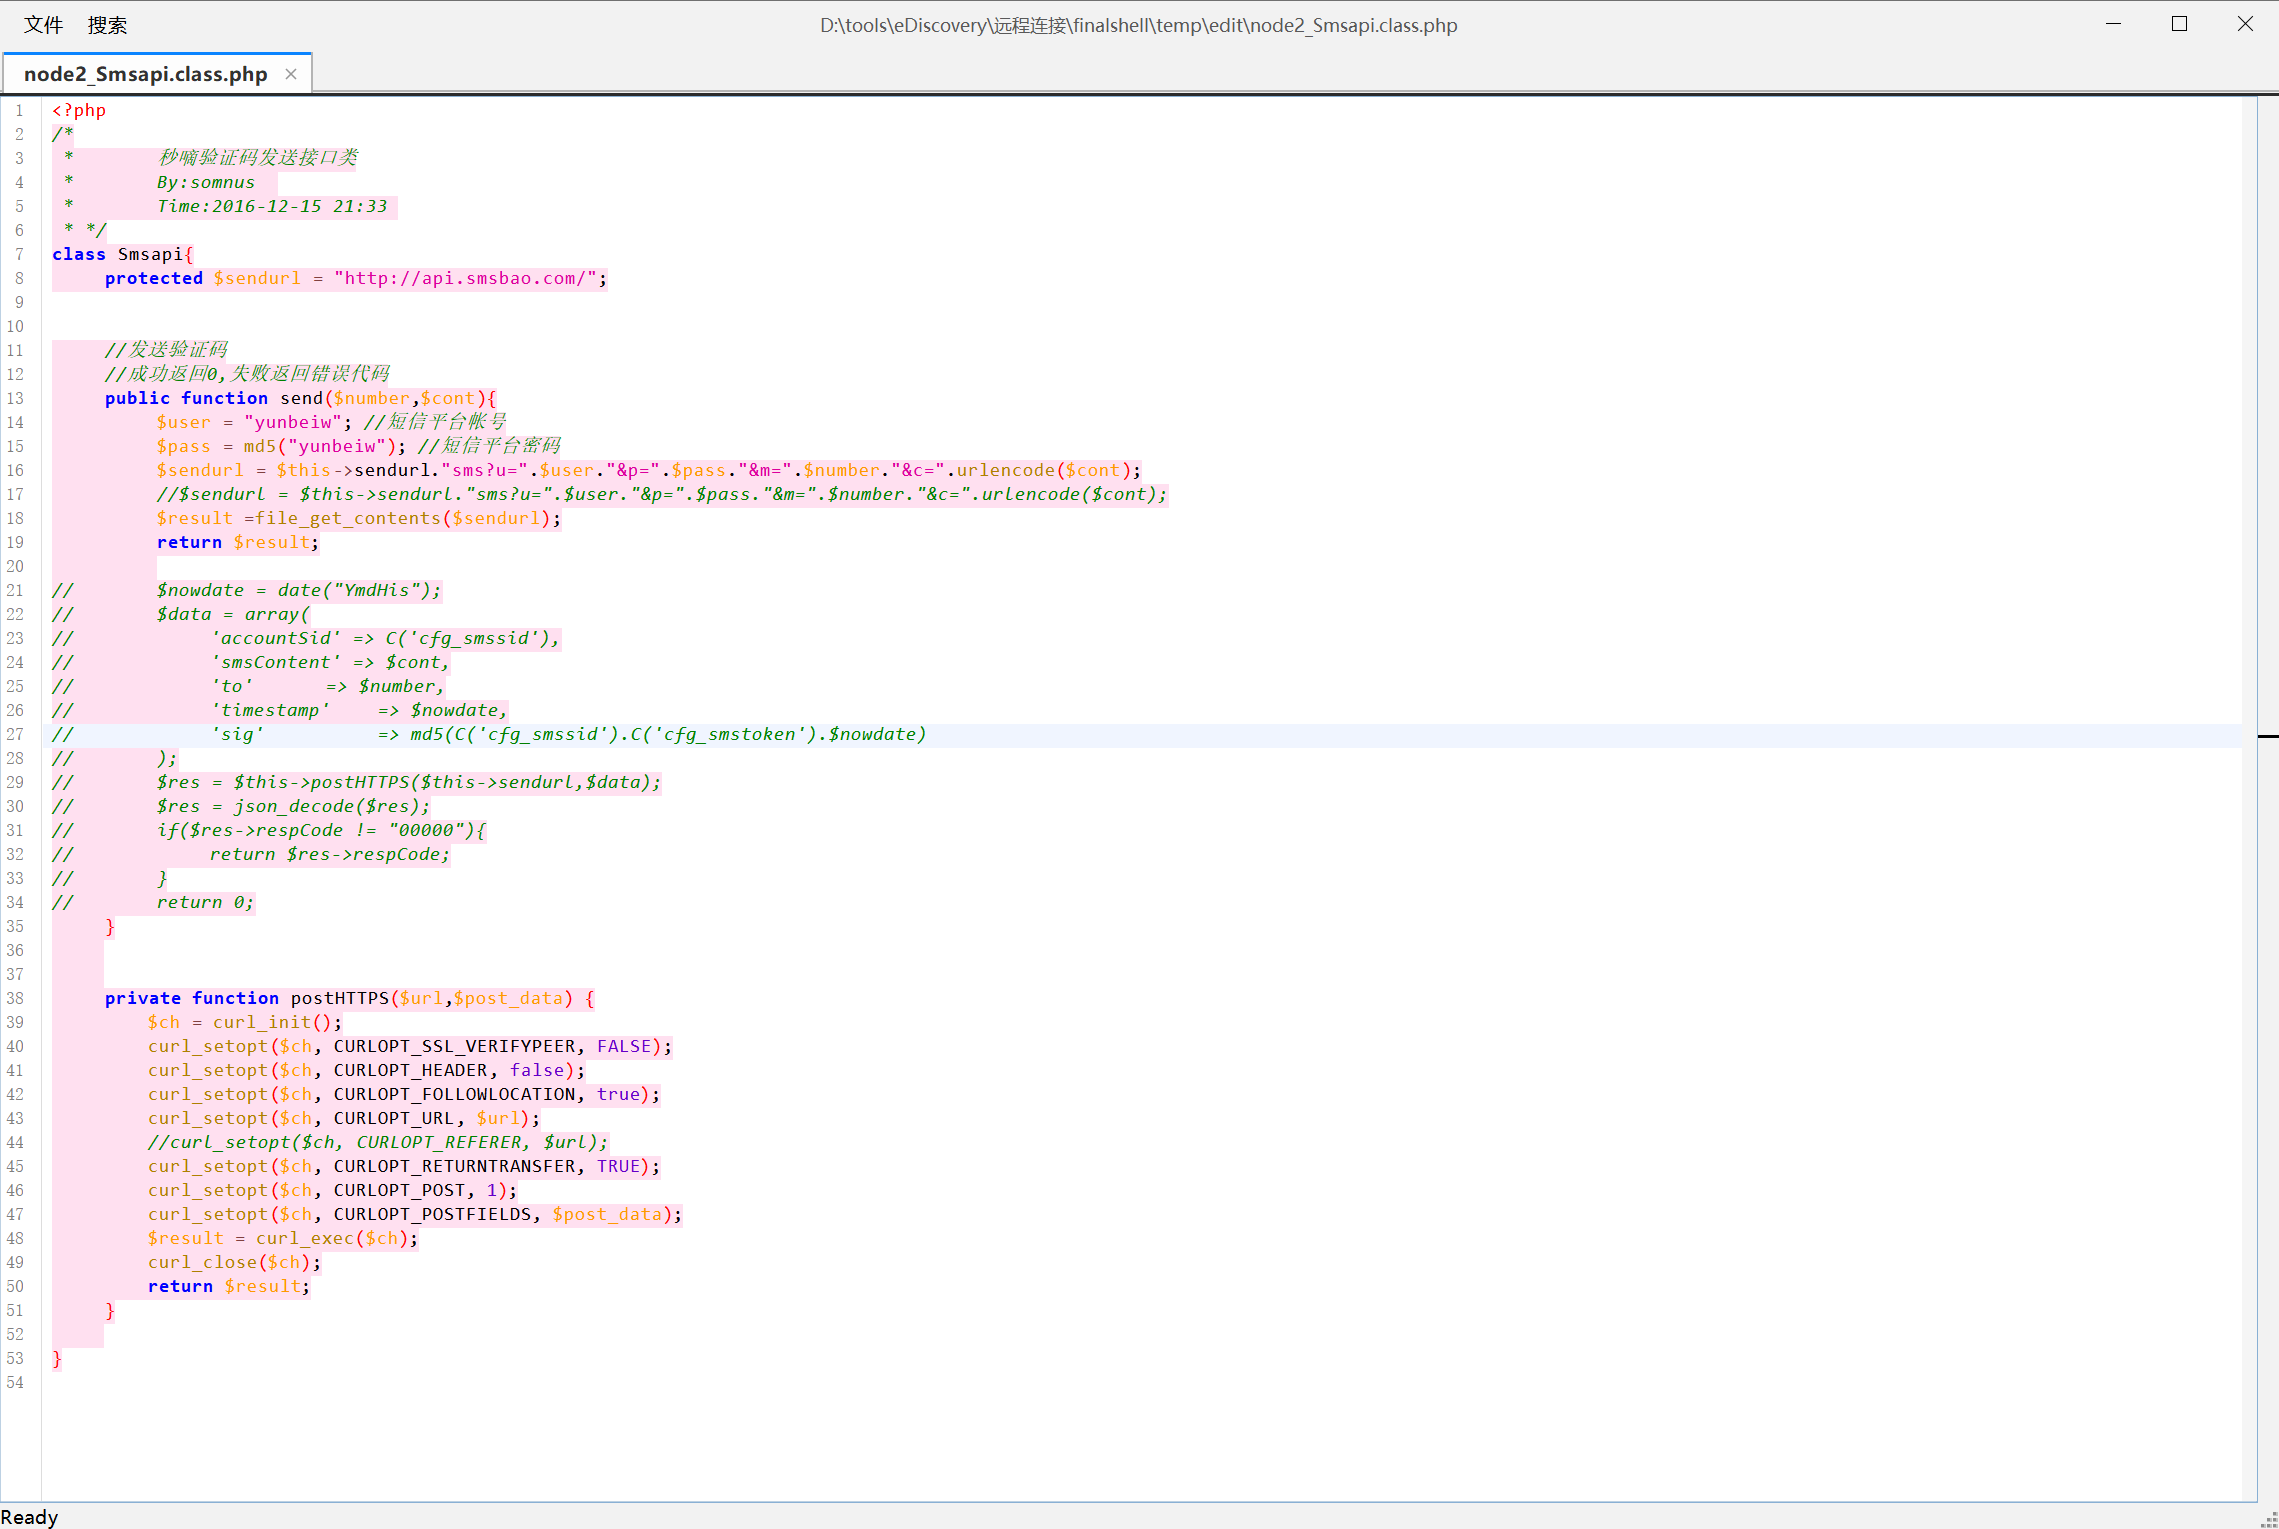 文件 搜索 D:\tools\eDiscovery\远程连接\finalshell\temp\edit\node2_Smsapi.class.php
node2_Smsapi.class.php ×
1 <?php
2 /*
3  *        秒嘀验证码发送接口类
4  *        By:somnus
5  *        Time:2016-12-15 21:33
6  * */
7 class Smsapi{
8     protected $sendurl = "http://api.smsbao.com/";
9
10
11     //发送验证码
12     //成功返回0,失败返回错误代码
13     public function send($number,$cont){
14         $user = "yunbeiw"; //短信平台帐号
15         $pass = md5("yunbeiw"); //短信平台密码
16         $sendurl = $this->sendurl."sms?u=".$user."&p=".$pass."&m=".$number."&c=".urlencode($cont);
17         //$sendurl = $this->sendurl."sms?u=".$user."&p=".$pass."&m=".$number."&c=".urlencode($cont);
18         $result =file_get_contents($sendurl);
19         return $result;
20
21 //        $nowdate = date("YmdHis");
22 //        $data = array(
23 //            'accountSid' => C('cfg_smssid'),
24 //            'smsContent' => $cont,
25 //            'to'       => $number,
26 //            'timestamp'    => $nowdate,
27 //            'sig'          => md5(C('cfg_smssid').C('cfg_smstoken').$nowdate)
28 //        );
29 //        $res = $this->postHTTPS($this->sendurl,$data);
30 //        $res = json_decode($res);
31 //        if($res->respCode != "00000"){
32 //            return $res->respCode;
33 //        }
34 //        return 0;
35     }
36
37
38     private function postHTTPS($url,$post_data) {
39         $ch = curl_init();
40         curl_setopt($ch, CURLOPT_SSL_VERIFYPEER, FALSE);
41         curl_setopt($ch, CURLOPT_HEADER, false);
42         curl_setopt($ch, CURLOPT_FOLLOWLOCATION, true);
43         curl_setopt($ch, CURLOPT_URL, $url);
44         //curl_setopt($ch, CURLOPT_REFERER, $url);
45         curl_setopt($ch, CURLOPT_RETURNTRANSFER, TRUE);
46         curl_setopt($ch, CURLOPT_POST, 1);
47         curl_setopt($ch, CURLOPT_POSTFIELDS, $post_data);
48         $result = curl_exec($ch);
49         curl_close($ch);
50         return $result;
51     }
52
53 }
54
Ready